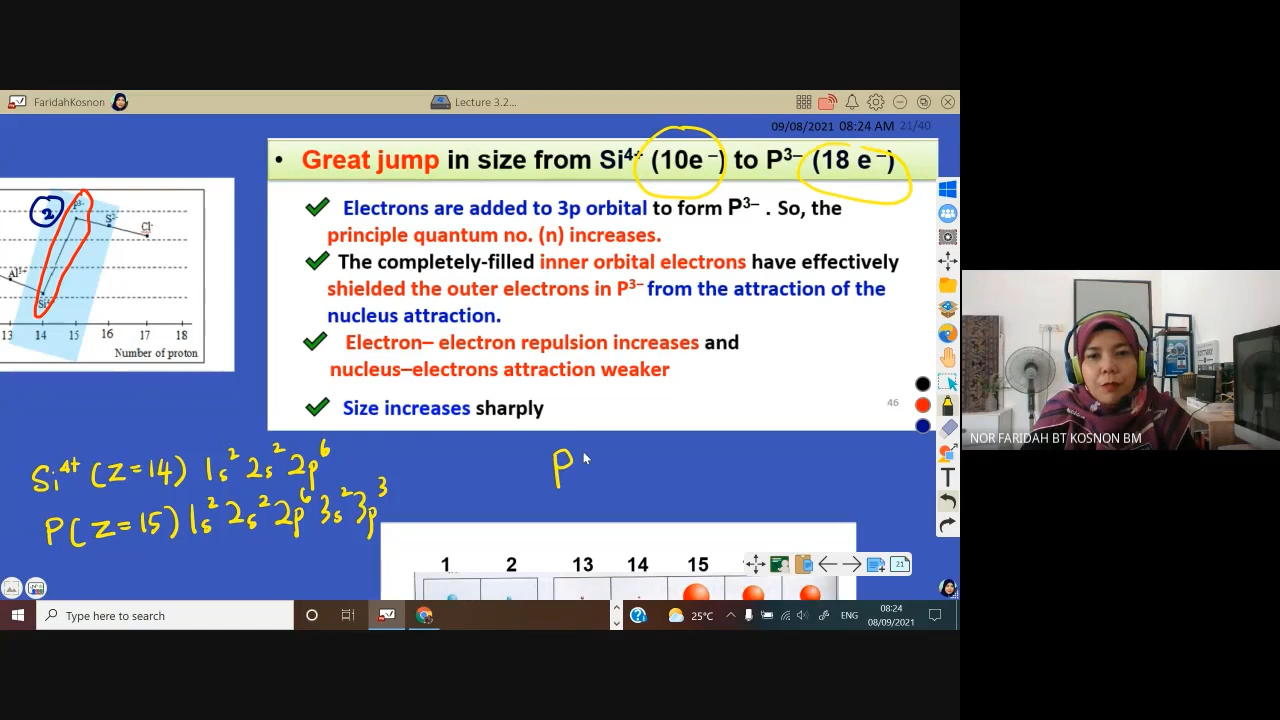 FaridahKosnon
Lecture 3.2...
09/08/2021 08:24 AM 21/40
• Great jump in size from Si⁴⁺ (10e⁻) to P³⁻ (18 e⁻)
Electrons are added to 3p orbital to form P³⁻ . So, the
principle quantum no. (n) increases.
The completely-filled inner orbital electrons have effectively
shielded the outer electrons in P³⁻ from the attraction of the
nucleus attraction.
Electron– electron repulsion increases and
nucleus–electrons attraction weaker
Size increases sharply
46
2
P³⁻
S²⁻
Cl⁻
Al³⁺
Si⁴⁺
13 14 15 16 17 18
Number of proton
Si⁴⁺ (Z=14) 1s² 2s² 2p⁶
P (Z=15) 1s² 2s² 2p⁶ 3s² 3p³
P
1 2 13 14 15
21
T
NOR FARIDAH BT KOSNON BM
Type here to search
25°C
ENG
08:24
08/09/2021